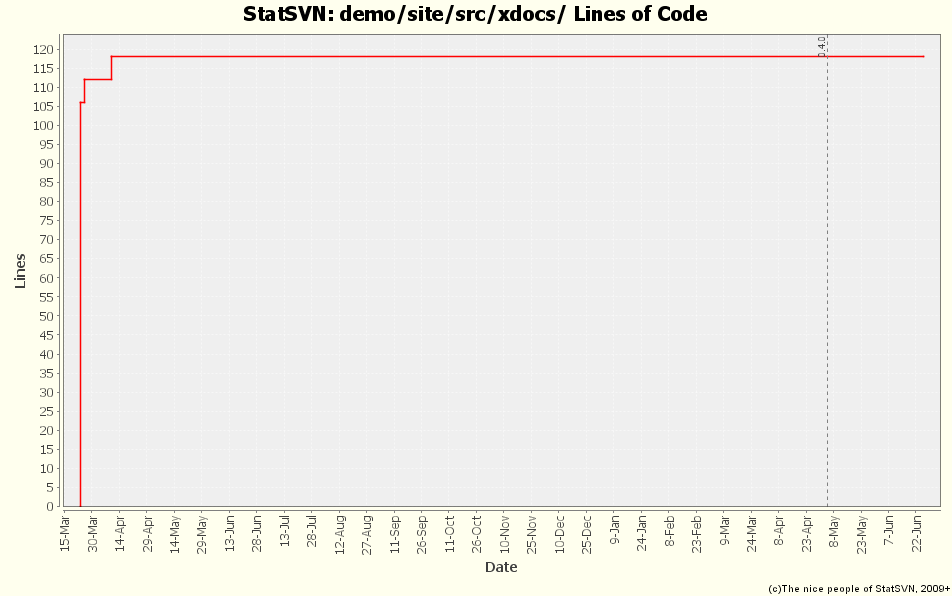 StatSVN: demo/site/src/xdocs/ Lines of Code
120
115
110
105
100
95
90
85
80
75
70
65
60
55
50
45
40
35
30
25
20
15
10
5
0
Lines
0.4.0
15-Mar
30-Mar
14-Apr
29-Apr
14-May
29-May
13-Jun
28-Jun
13-Jul
28-Jul
12-Aug
27-Aug
11-Sep
26-Sep
11-Oct
26-Oct
10-Nov
25-Nov
10-Dec
25-Dec
9-Jan
24-Jan
8-Feb
23-Feb
9-Mar
24-Mar
8-Apr
23-Apr
8-May
23-May
7-Jun
22-Jun
Date
(c)The nice people of StatSVN, 2009+